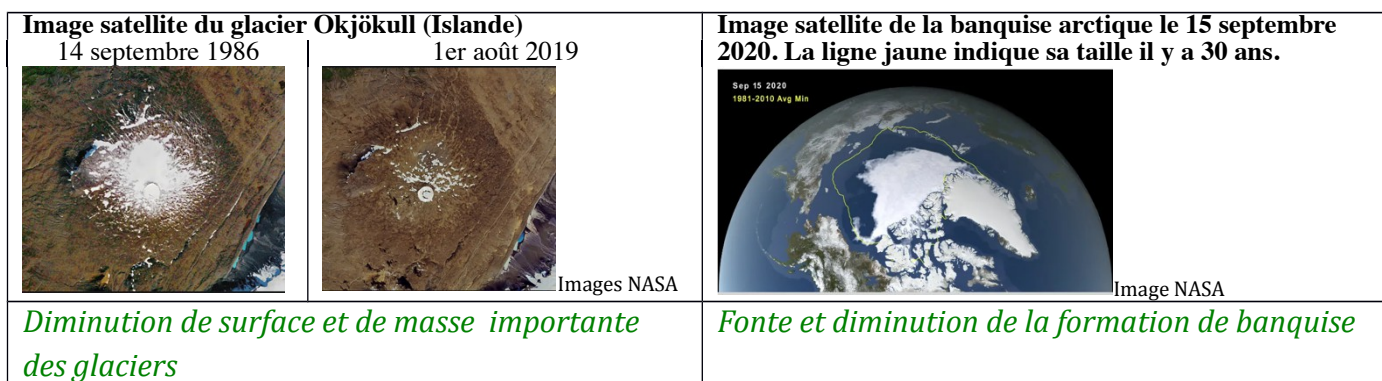 Image satellite du glacier Okjökull (Islande)
14 septembre 1986
1er août 2019
Images NASA
Diminution de surface et de masse importante
des glaciers
Image satellite de la banquise arctique le 15 septembre
2020. La ligne jaune indique sa taille il y a 30 ans.
Sep 15 2020
1981-2010 Avg Min
Image NASA
Fonte et diminution de la formation de banquise